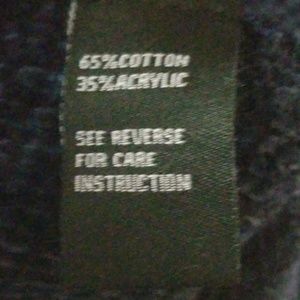 65%COTTON
35%ACRYLIC
SEE REVERSE
FOR CARE
INSTRUCTION